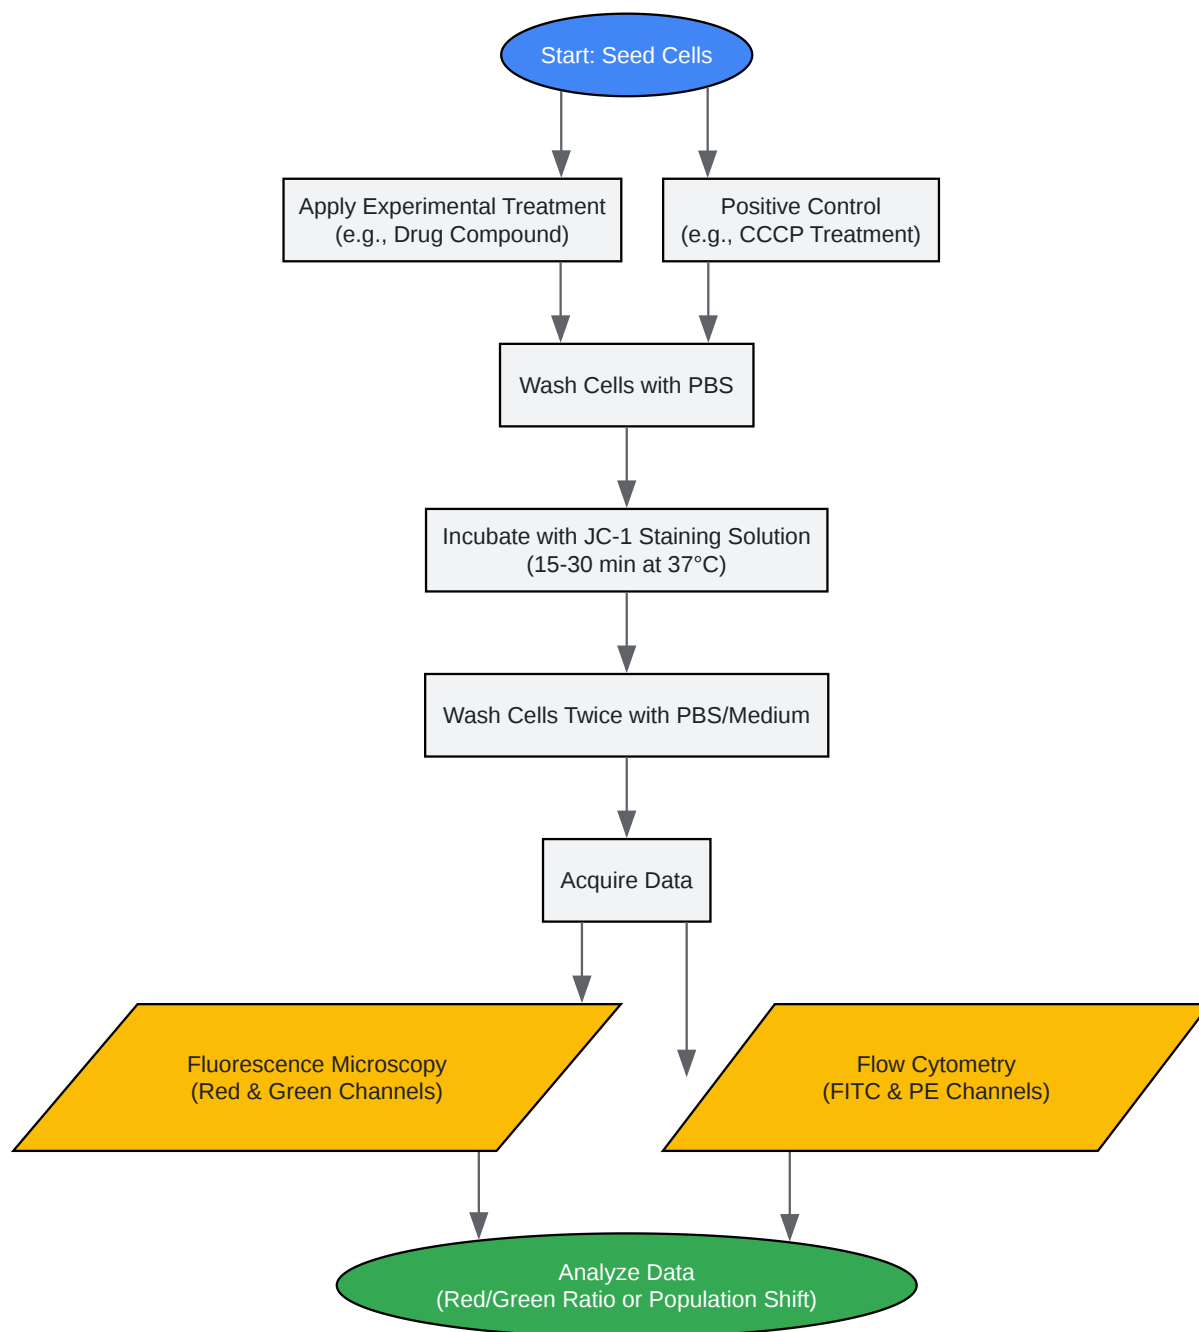 Start: Seed Cells
Apply Experimental Treatment
(e.g., Drug Compound)
Positive Control
(e.g., CCCP Treatment)
Wash Cells with PBS
Incubate with JC-1 Staining Solution
(15-30 min at 37°C)
Wash Cells Twice with PBS/Medium
Acquire Data
Fluorescence Microscopy
(Red & Green Channels)
Flow Cytometry
(FITC & PE Channels)
Analyze Data
(Red/Green Ratio or Population Shift)